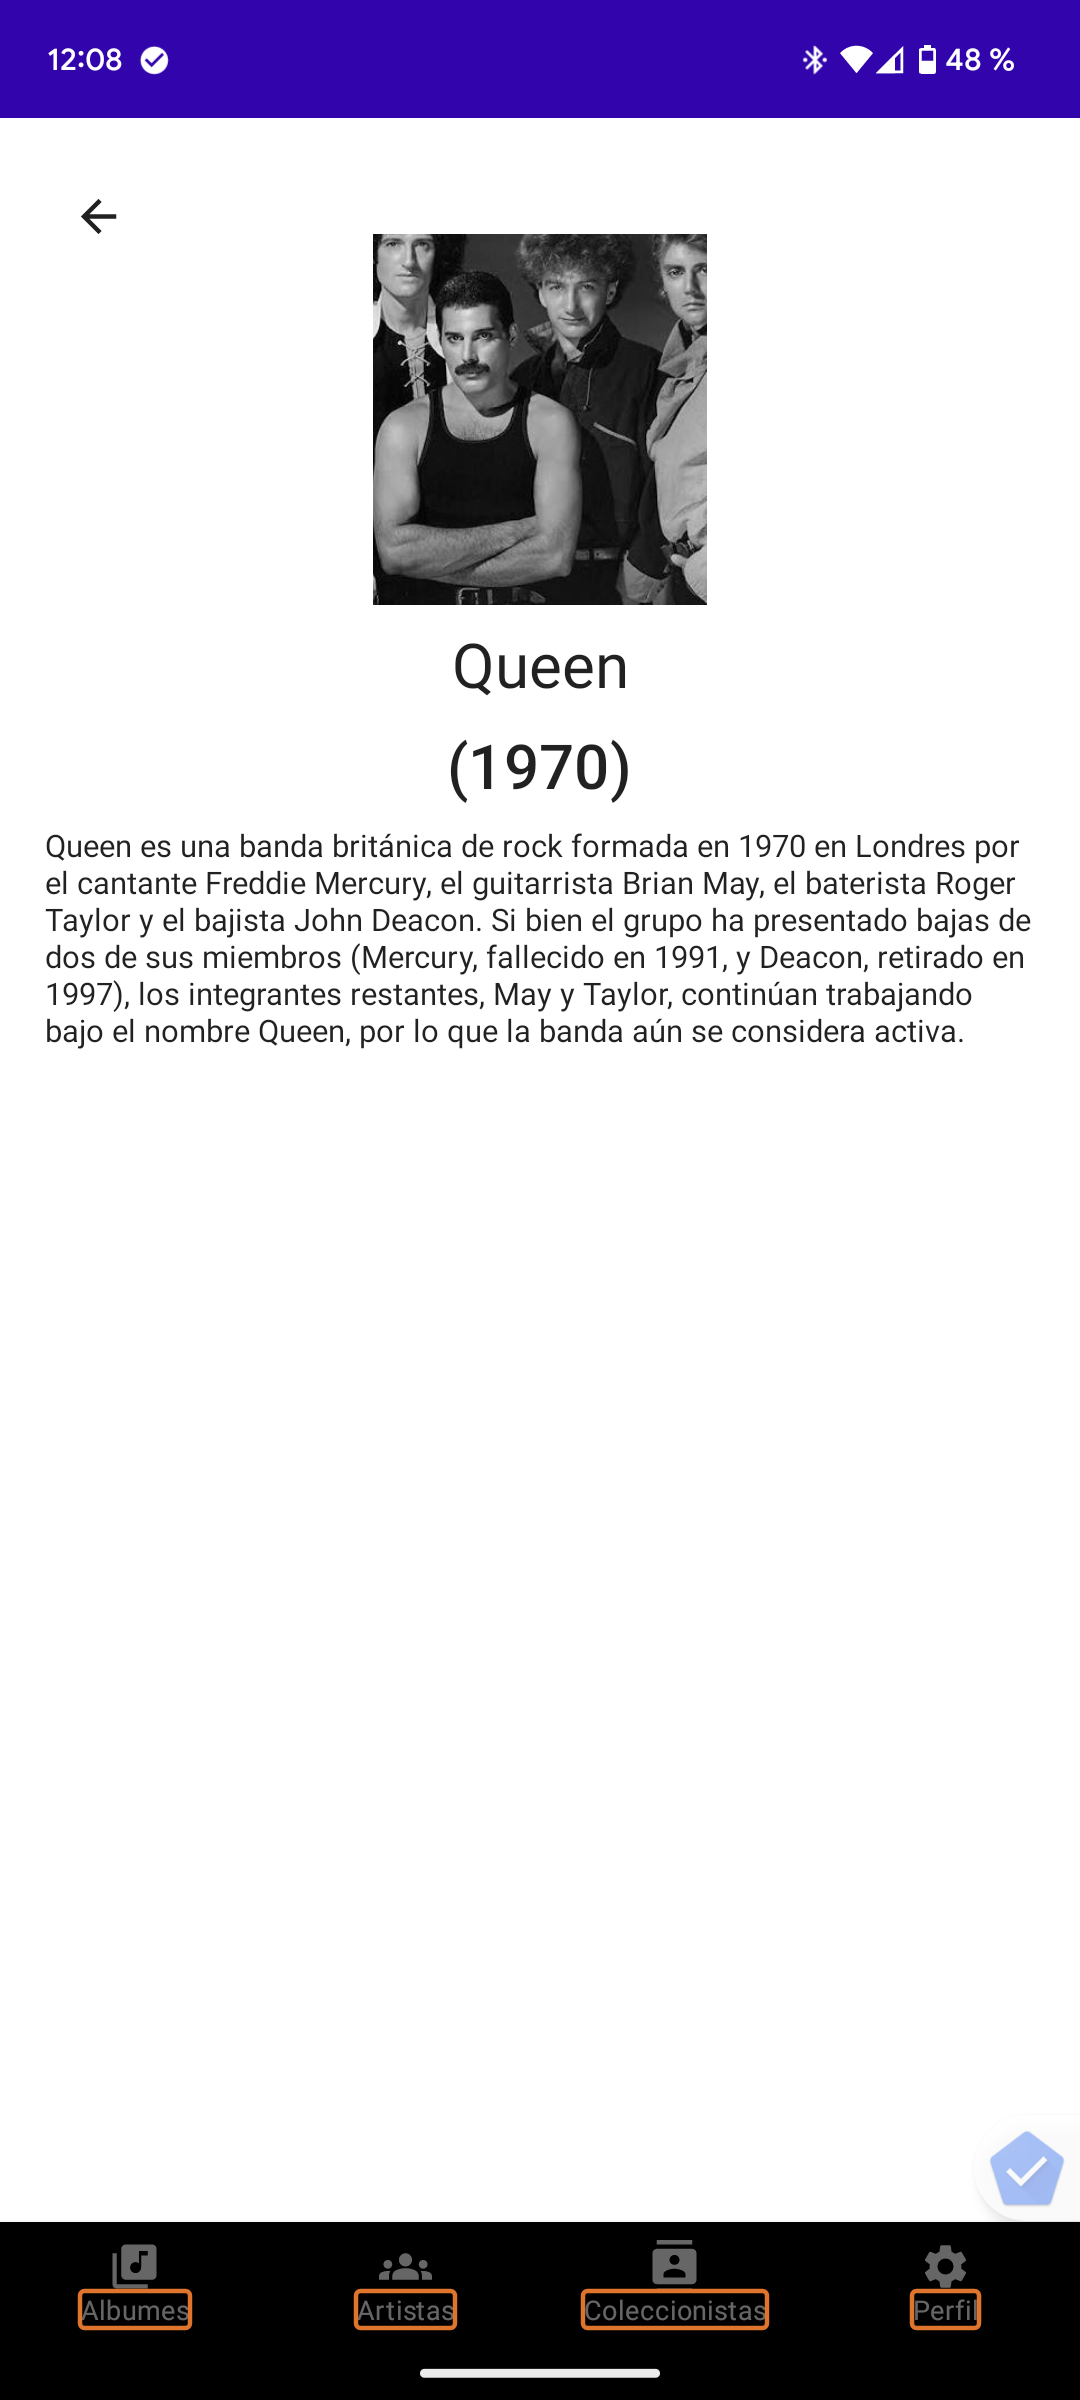 12:08 48 %
Queen
(1970)
Queen es una banda británica de rock formada en 1970 en Londres por
el cantante Freddie Mercury, el guitarrista Brian May, el baterista Roger
Taylor y el bajista John Deacon. Si bien el grupo ha presentado bajas de
dos de sus miembros (Mercury, fallecido en 1991, y Deacon, retirado en
1997), los integrantes restantes, May y Taylor, continúan trabajando
bajo el nombre Queen, por lo que la banda aún se considera activa.
Albumes Artistas Coleccionistas Perfil